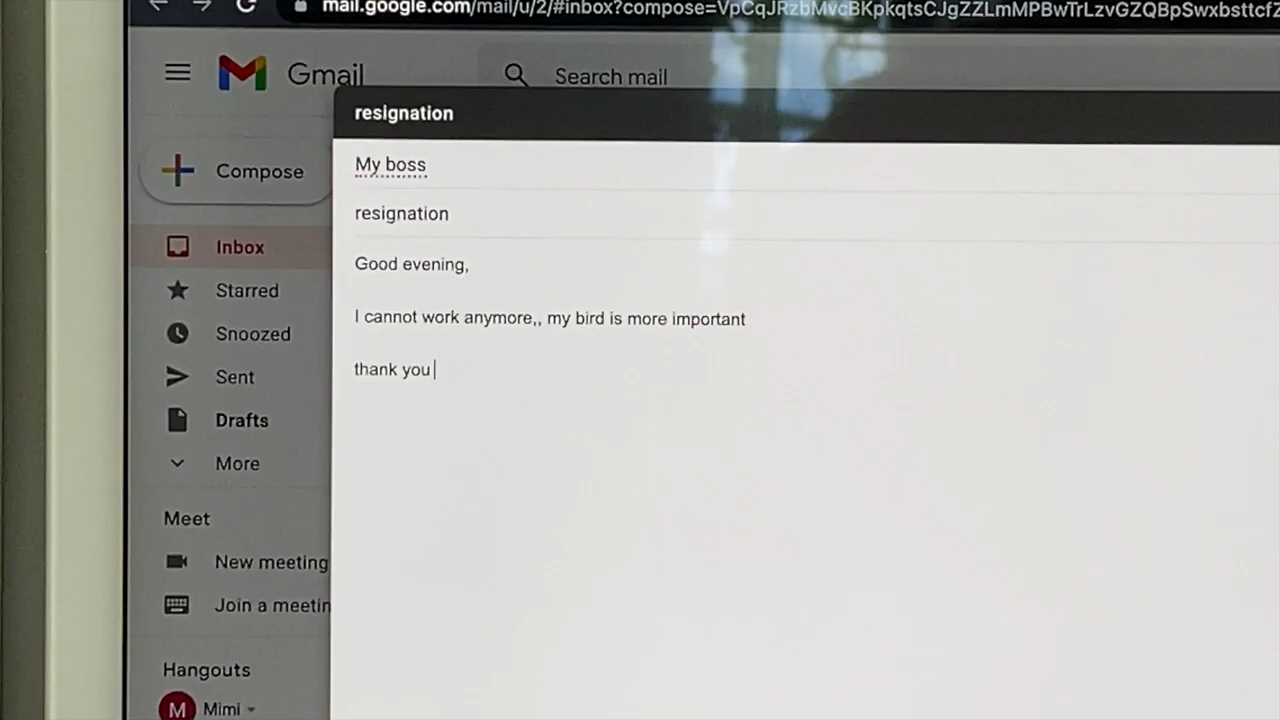 mail.google.com/mail/u/2/#inbox?compose=VpCqJRzbMvcBKpkqtsCJgZZLmMPBwTrLzvGZQBpSwxbsttcfZ
Gmail
Search mail
resignation
My boss
Compose
resignation
Inbox
Good evening,
Starred
I cannot work anymore,, my bird is more important
Snoozed
thank you
Sent
Drafts
More
Meet
New meeting
Join a meetin
Hangouts
M Mimi